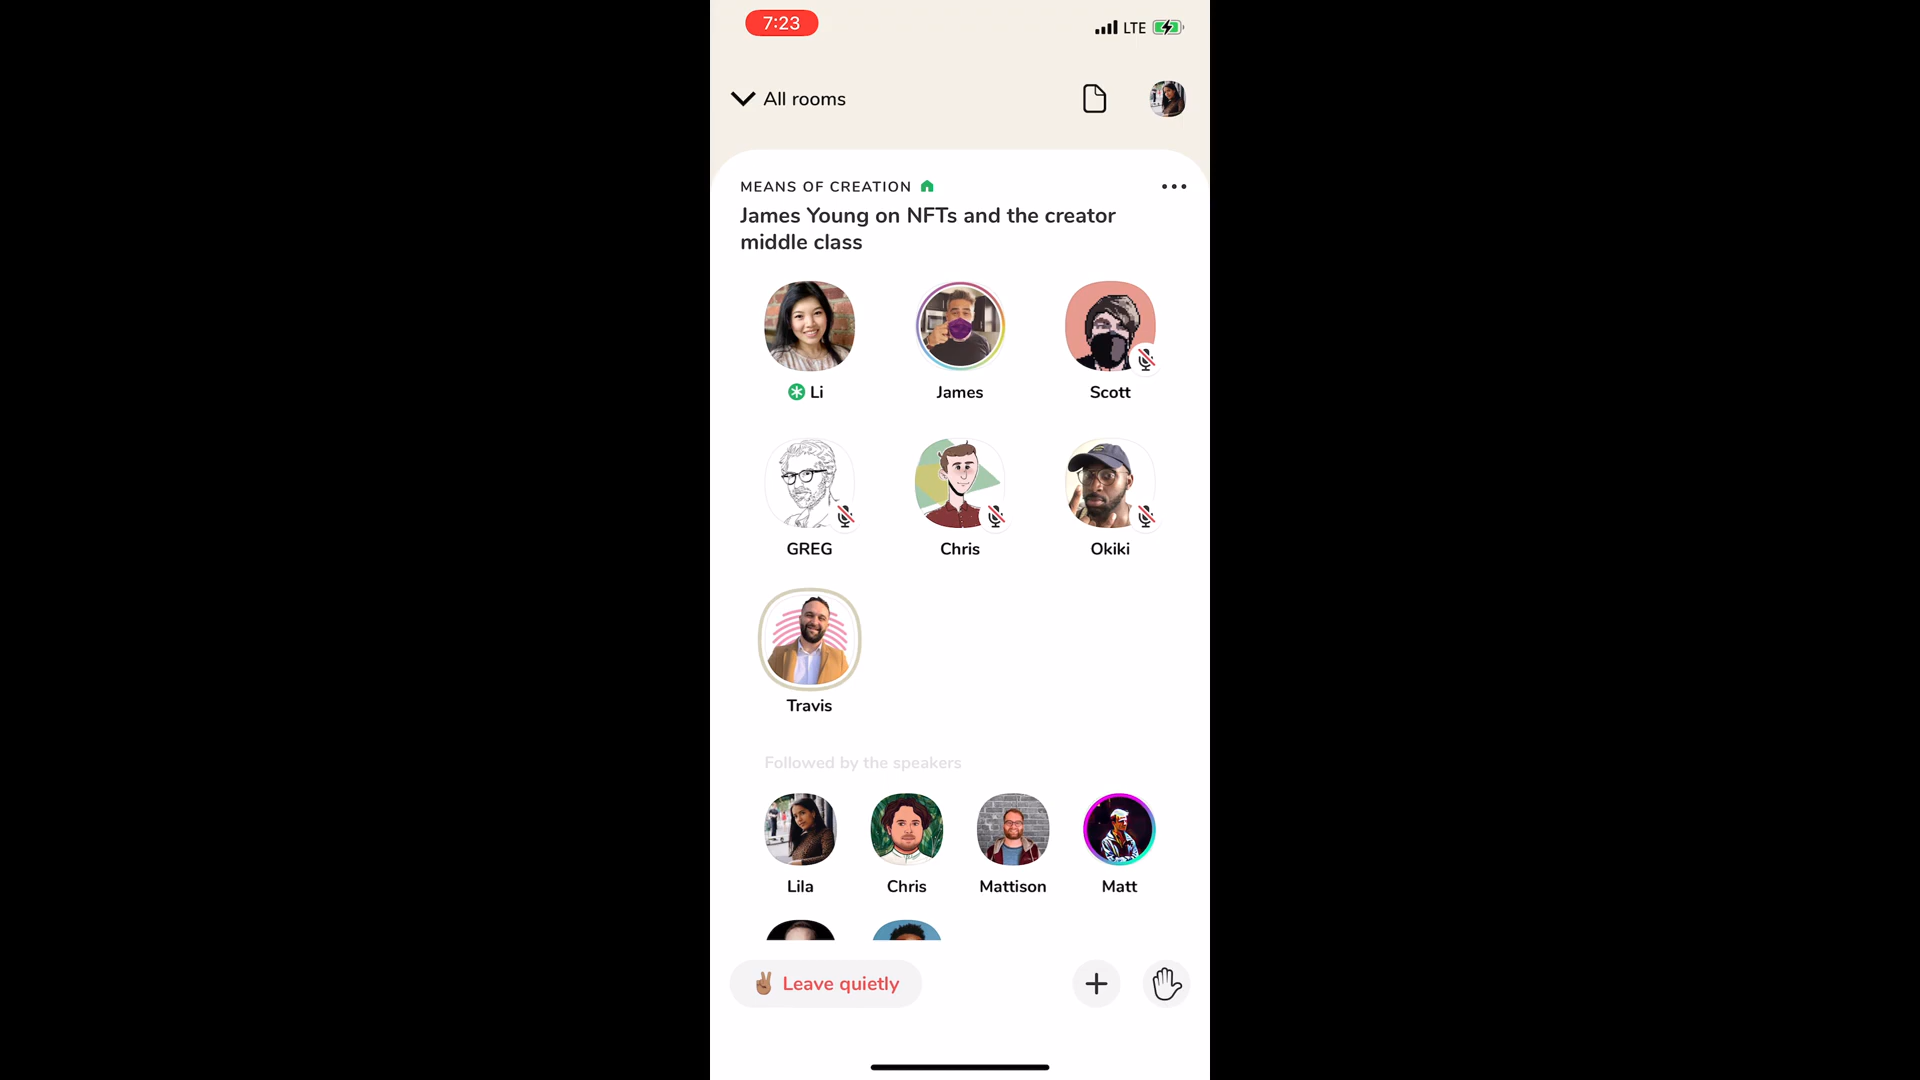 7:23
LTE
All rooms
MEANS OF CREATION
James Young on NFTs and the creator
middle class
Li
James
Scott
GREG
Chris
Okiki
Travis
Followed by the speakers
Lila
Chris
Mattison
Matt
Leave quietly